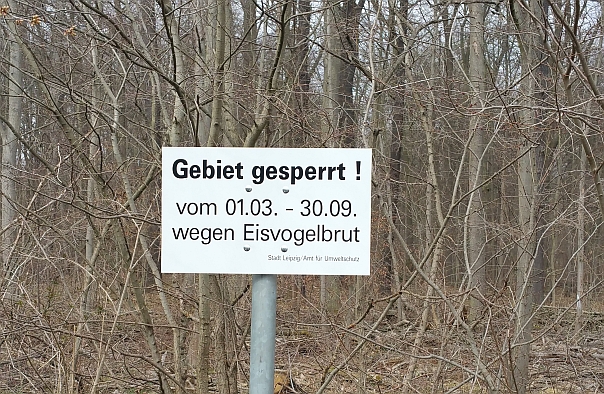 Gebiet gesperrt !
vom 01.03. - 30.09.
wegen Eisvogelbrut
Stadt Leipzig/Amt für Umweltschutz